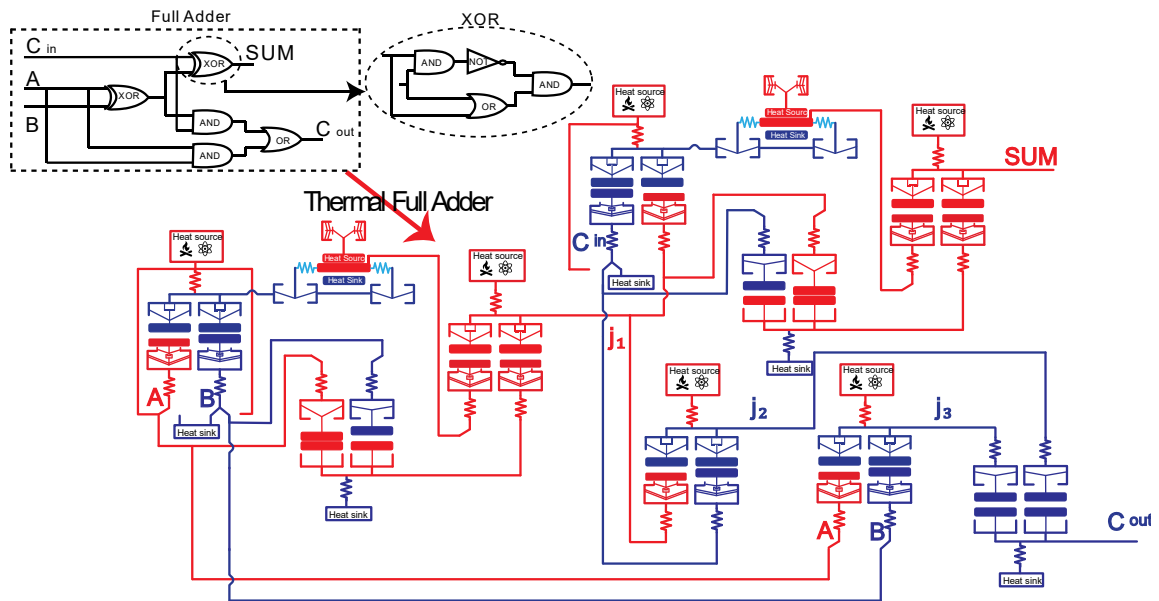 Full Adder
XOR
C in
XOR
SUM
A
XOR
B
AND
AND
OR
C out
AND
NOT
AND
OR
Thermal Full Adder
Heat source
Heat Sourc
Heat Sink
Heat source
SUM
C in
Heat sink
Heat sink
Heat source
Heat Sourc
Heat Sink
Heat source
j₁
A
B
Heat sink
Heat sink
Heat source
j₂
Heat source
j₃
A
B
C out
Heat sink